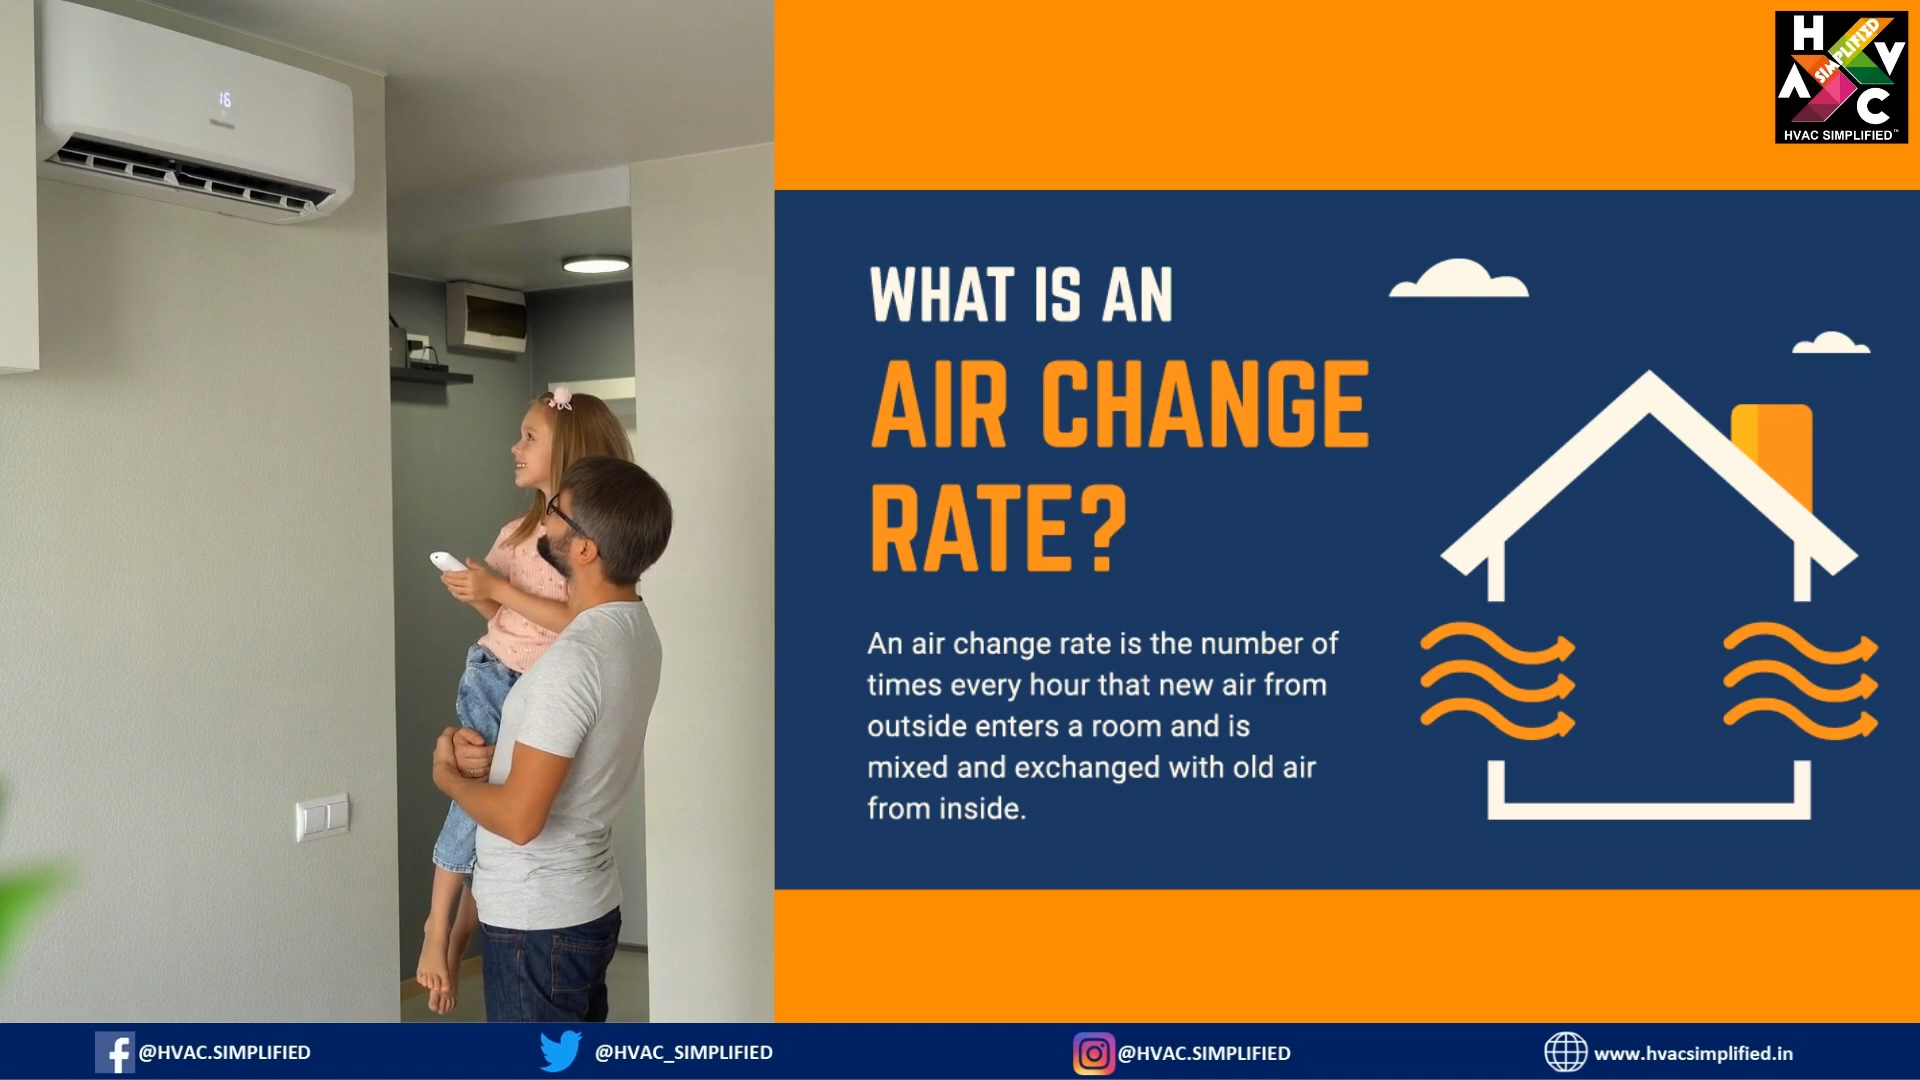 16
H
SIMPLIFIED
V
A
C
HVAC SIMPLIFIED™
WHAT IS AN
AIR CHANGE
RATE?
An air change rate is the number of
times every hour that new air from
outside enters a room and is
mixed and exchanged with old air
from inside.
@HVAC.SIMPLIFIED
@HVAC_SIMPLIFIED
@HVAC.SIMPLIFIED
www.hvacsimplified.in